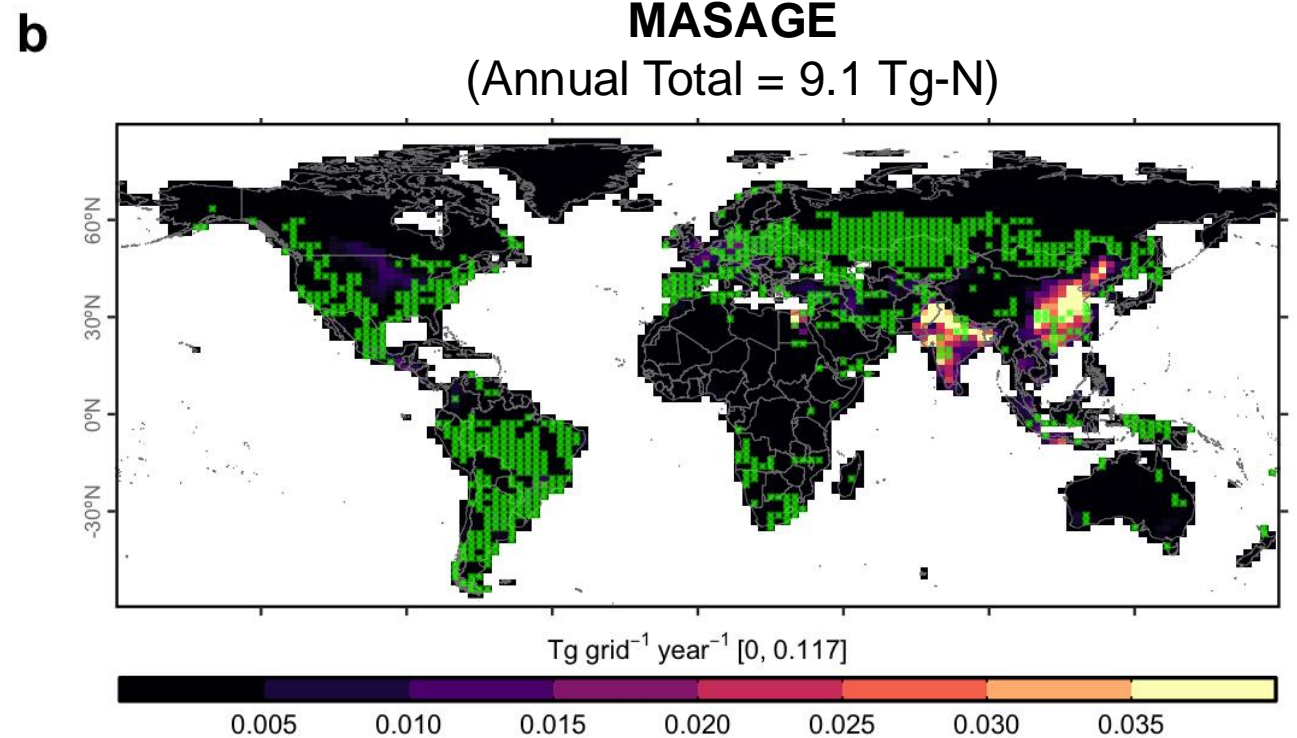 b
MASAGE
(Annual Total = 9.1 Tg-N)
60°N
30°N
0°N
-30°N
Tg grid⁻¹ year⁻¹ [0, 0.117]
0.005 0.010 0.015 0.020 0.025 0.030 0.035